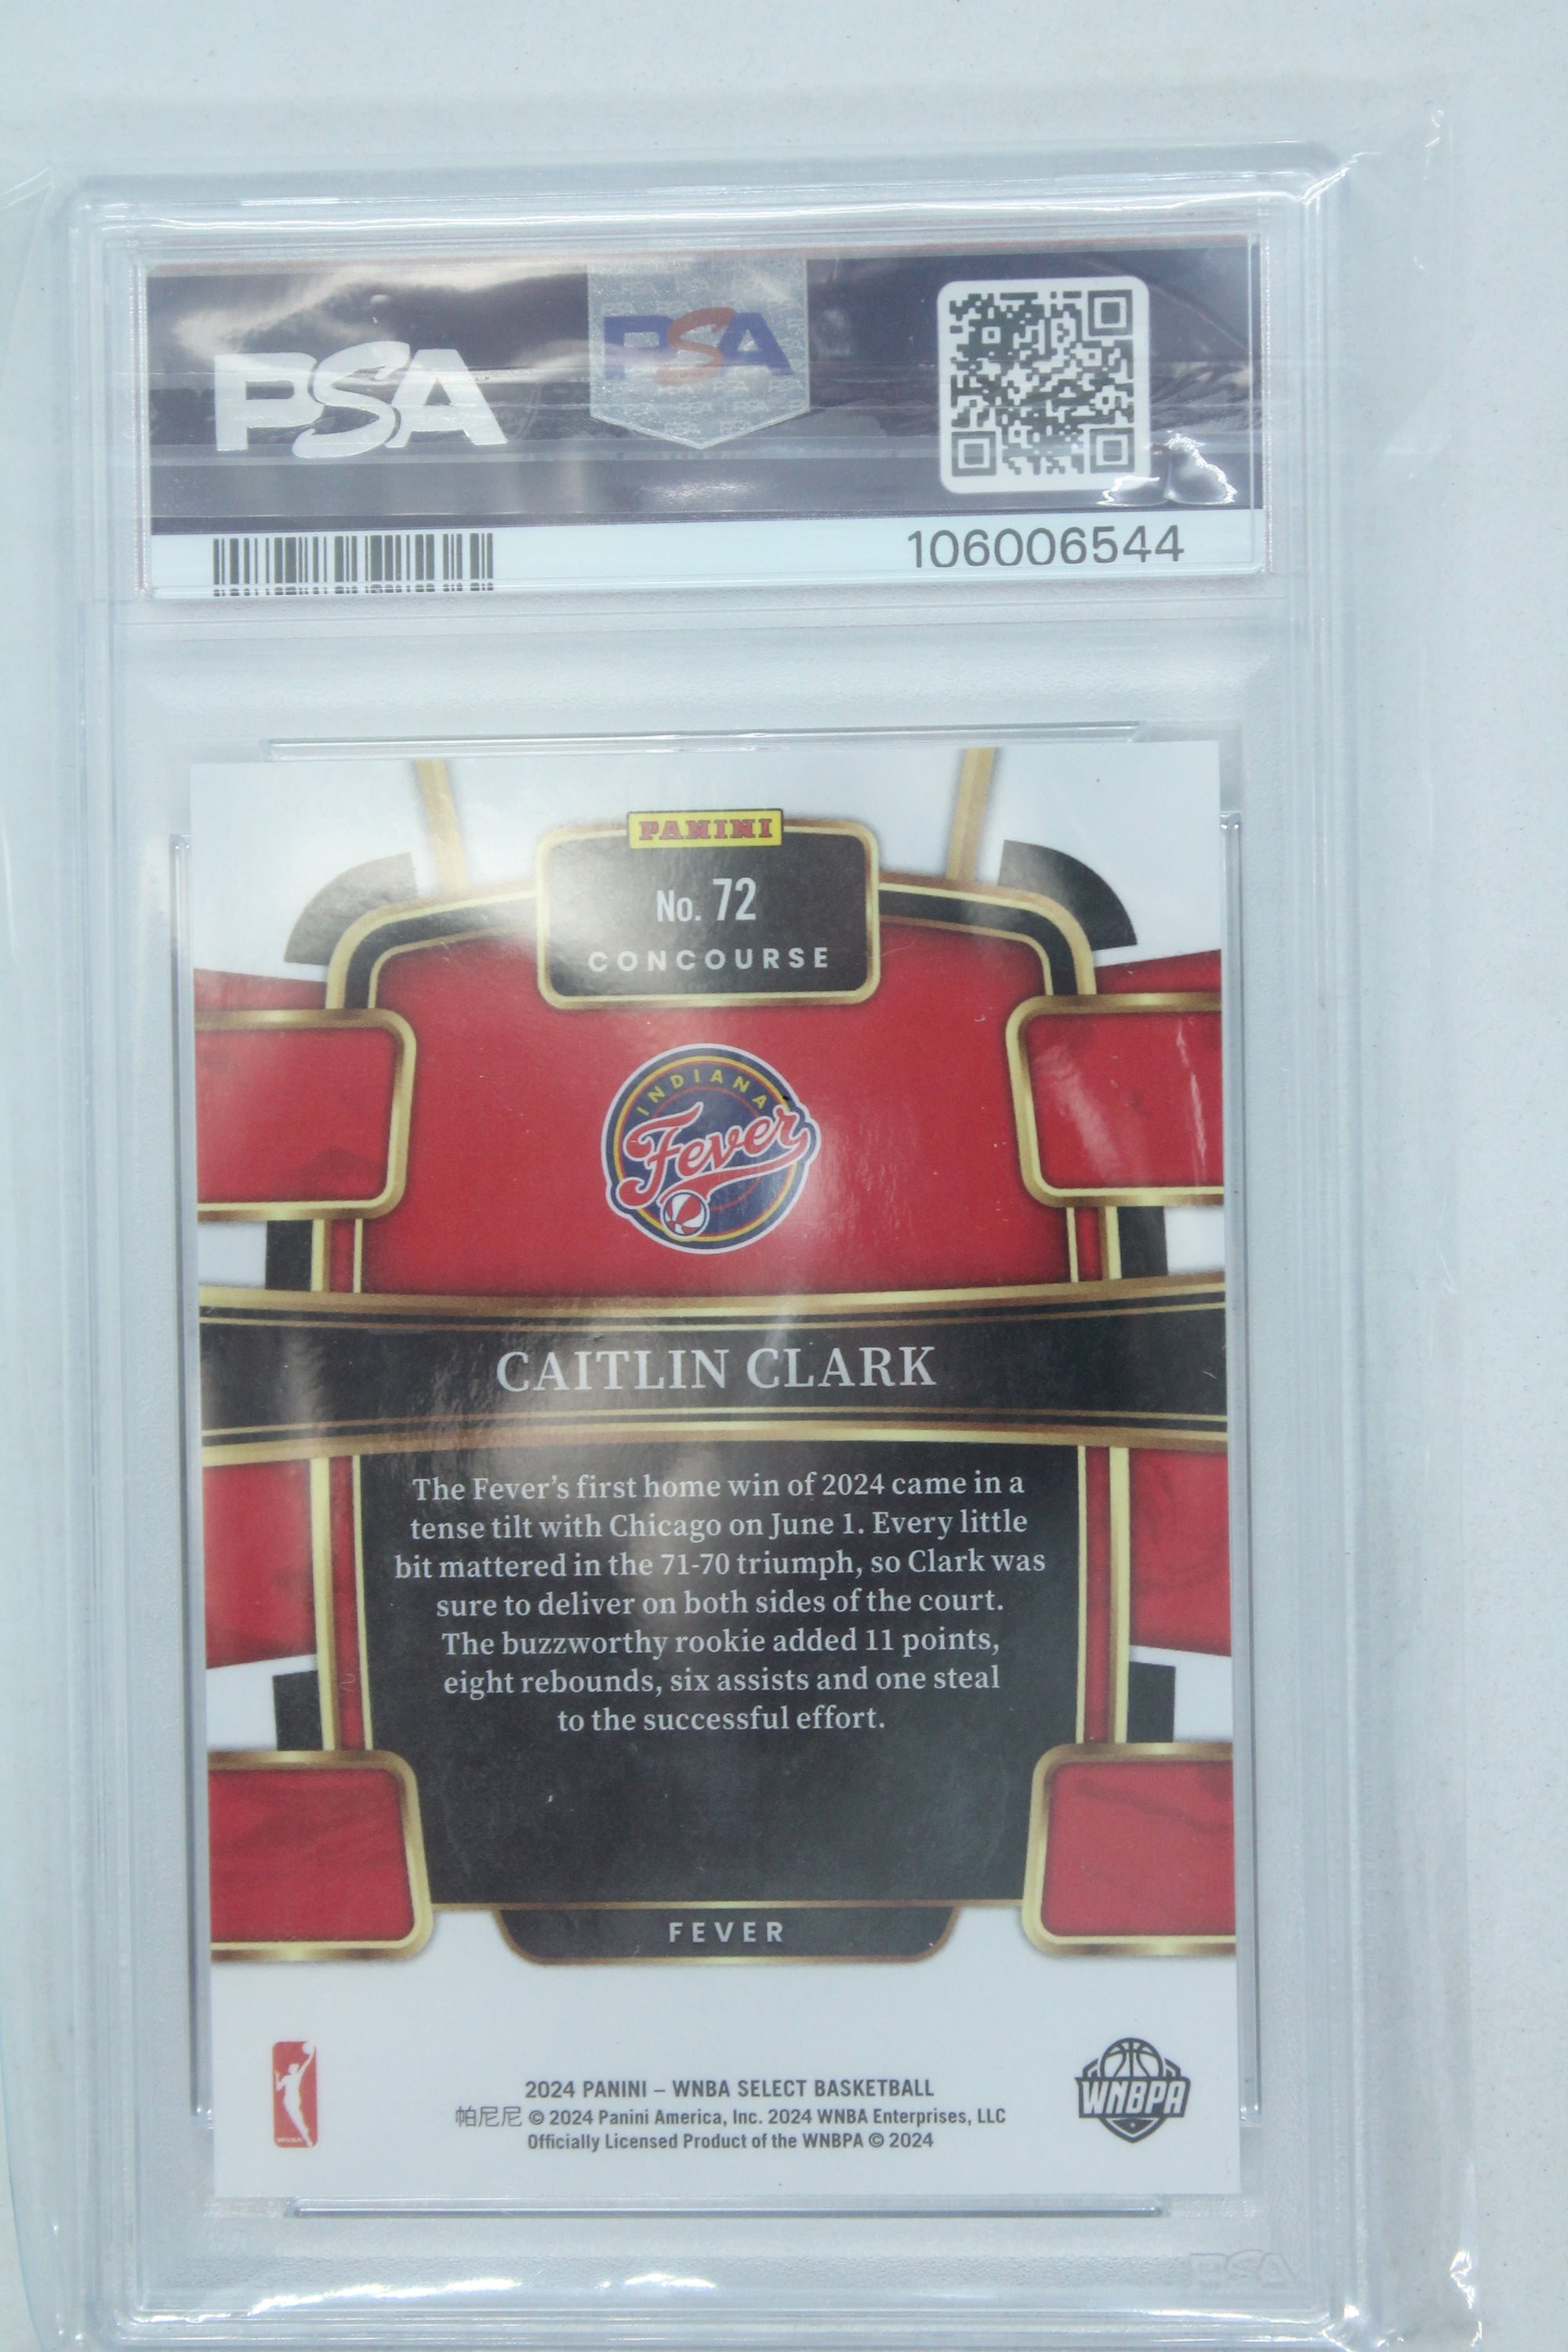 PSA
PSA
106006544
PANINI
No. 72
CONCOURSE
INDIANA
Fever
CAITLIN CLARK
The Fever's first home win of 2024 came in a
tense tilt with Chicago on June 1. Every little
bit mattered in the 71-70 triumph, so Clark was
sure to deliver on both sides of the court.
The buzzworthy rookie added 11 points,
eight rebounds, six assists and one steal
to the successful effort.
FEVER
2024 PANINI – WNBA SELECT BASKETBALL
帕尼尼 © 2024 Panini America, Inc. 2024 WNBA Enterprises, LLC
Officially Licensed Product of the WNBPA © 2024
WNBA
WNBPA
PSA